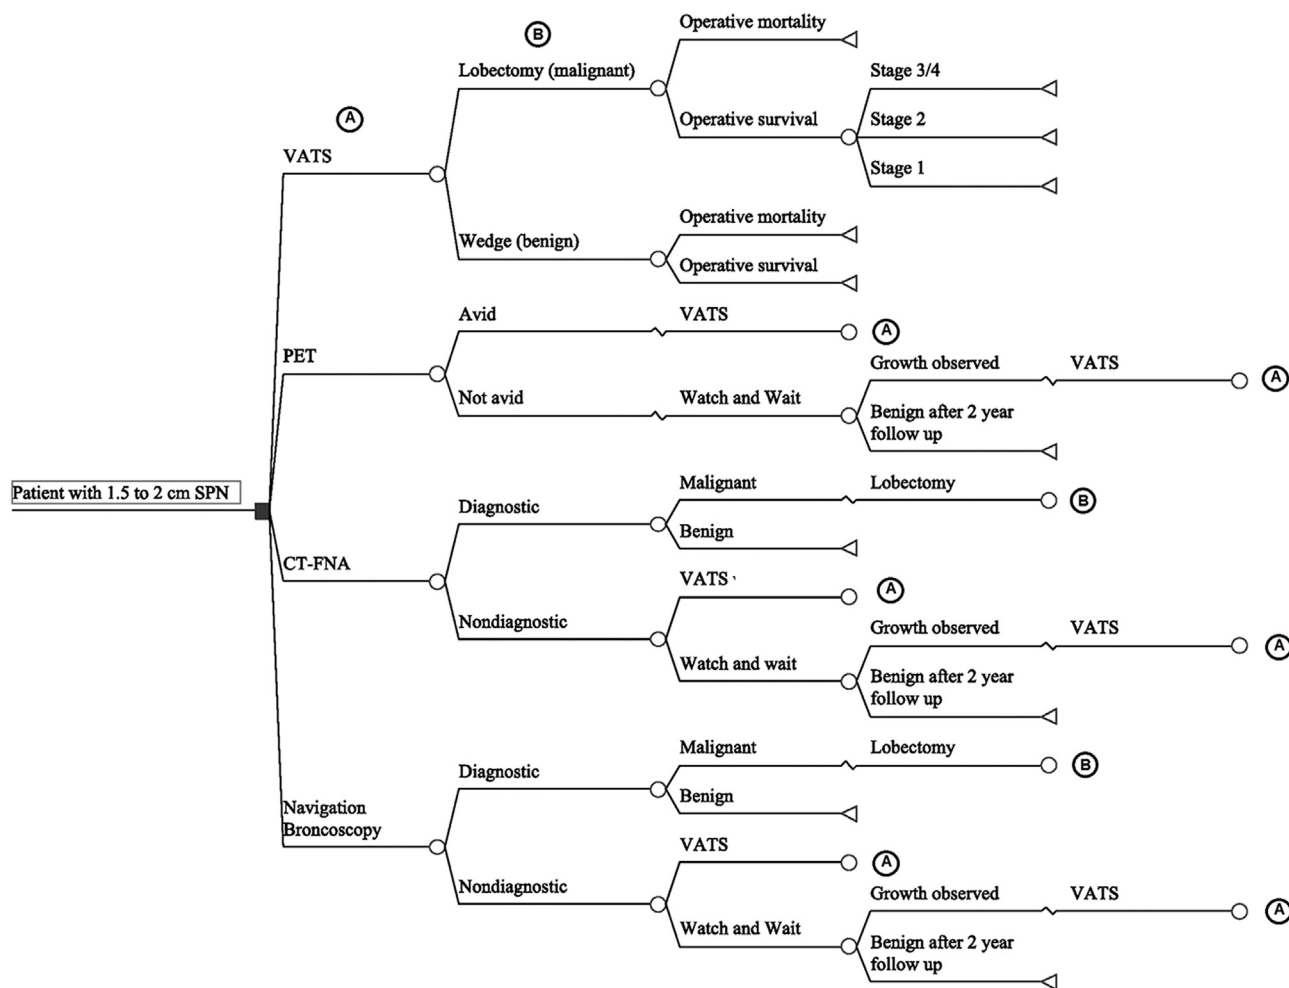 Operative mortality
B
Lobectomy (malignant)
Stage 3/4
A
Operative survival
Stage 2
VATS
Stage 1
Operative mortality
Wedge (benign)
Operative survival
Avid
VATS
A
PET
Growth observed
VATS
A
Not avid
Watch and Wait
Benign after 2 year
follow up
Patient with 1.5 to 2 cm SPN
Malignant
Lobectomy
B
Diagnostic
Benign
CT-FNA
VATS
A
Nondiagnostic
Growth observed
VATS
A
Watch and wait
Benign after 2 year
follow up
Malignant
Lobectomy
B
Diagnostic
Benign
Navigation
Broncoscopy
VATS
A
Nondiagnostic
Growth observed
VATS
A
Watch and Wait
Benign after 2 year
follow up